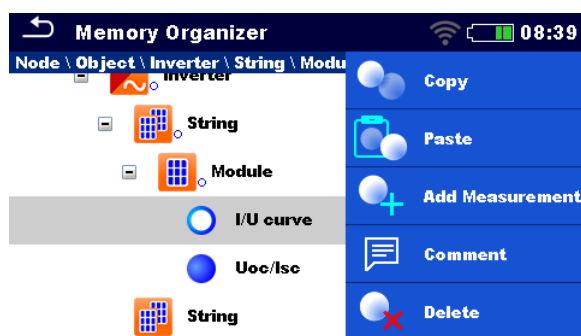 Memory Organizer
08:39
Node \ Object \ Inverter \ String \ Modu
Inverter
String
Module
I/U curve
Uoc/Isc
String
Copy
Paste
Add Measurement
Comment
Delete